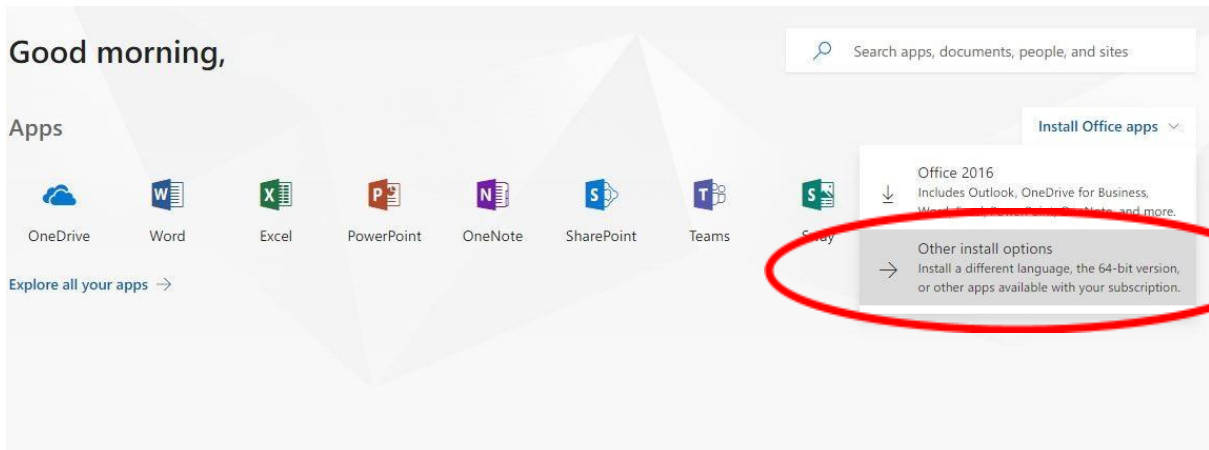 Good morning,
Search apps, documents, people, and sites
Apps
Install Office apps
Office 2016
Includes Outlook, OneDrive for Business,
and more.
OneDrive
Word
Excel
PowerPoint
OneNote
SharePoint
Teams
Other install options
Install a different language, the 64-bit version,
or other apps available with your subscription.
Explore all your apps →